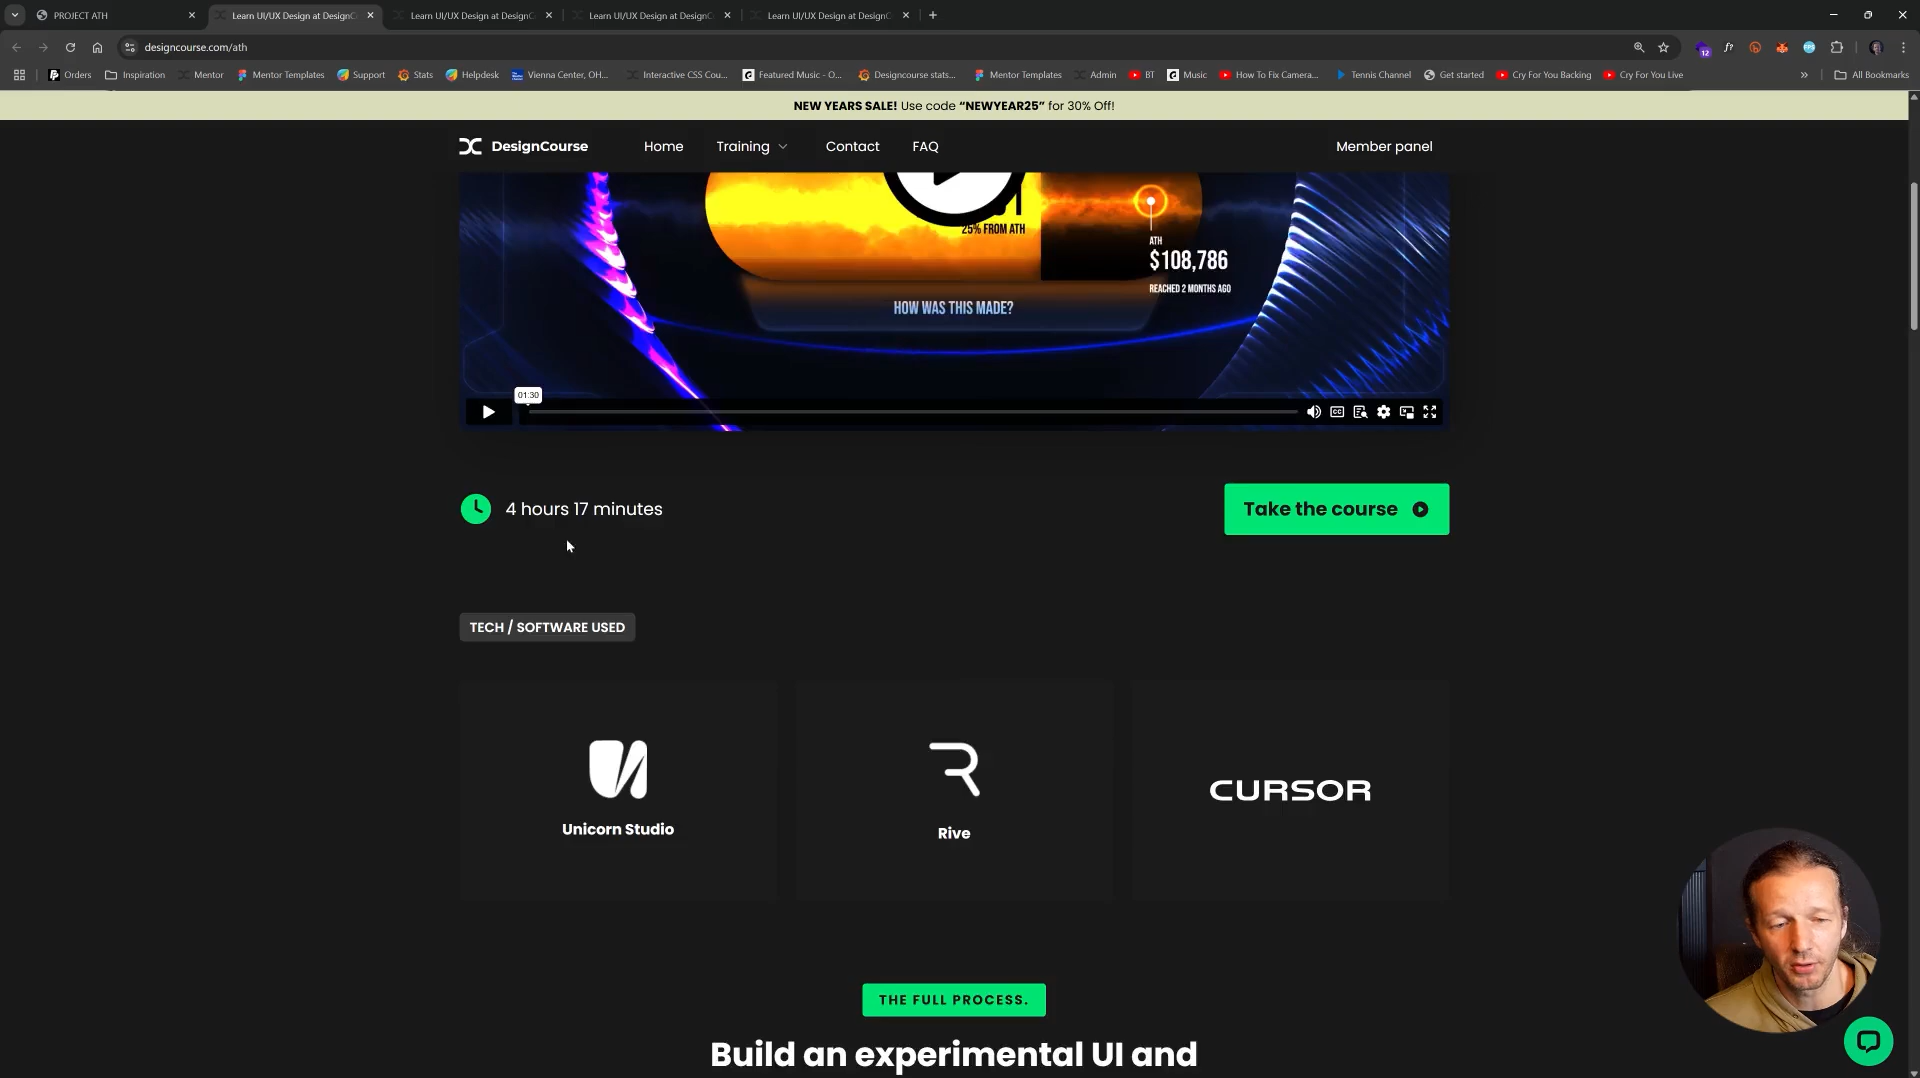 PROJECT ATH
Learn UI/UX Design at DesignC
Learn UI/UX Design at DesignC
Learn UI/UX Design at DesignC
Learn UI/UX Design at DesignC
designcourse.com/ath
12
f?
Orders
Inspiration
Mentor
Mentor Templates
Support
Stats
Helpdesk
Vienna Center, OH...
Interactive CSS Cou...
Featured Music - O...
Designcourse stats...
Mentor Templates
Admin
BT
Music
How To Fix Camera...
Tennis Channel
Get started
Cry For You Backing
Cry For You Live
All Bookmarks
NEW YEARS SALE! Use code “NEWYEAR25” for 30% Off!
DesignCourse
Home
Training
Contact
FAQ
Member panel
25% FROM ATH
ATH
$108,786
REACHED 2 MONTHS AGO
HOW WAS THIS MADE?
01:30
CC
4 hours 17 minutes
Take the course
TECH / SOFTWARE USED
Unicorn Studio
Rive
CURSOR
THE FULL PROCESS.
Build an experimental UI and